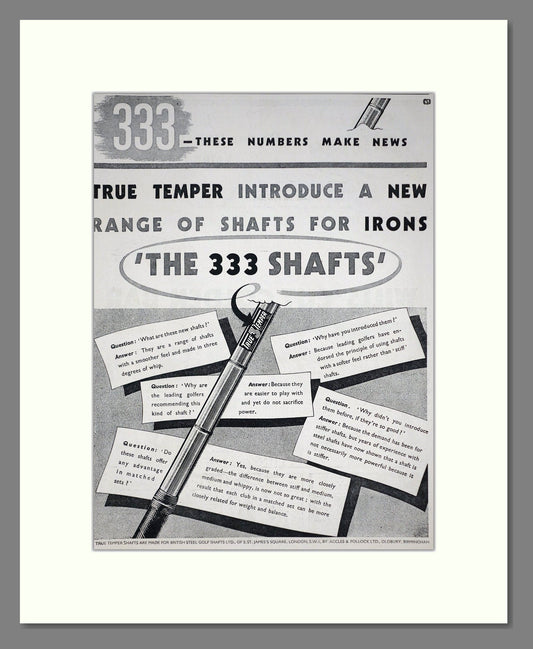 333
—THESE NUMBERS MAKE NEWS
TRUE TEMPER INTRODUCE A NEW
RANGE OF SHAFTS FOR IRONS
'THE 333 SHAFTS'
TRUE TEMPER
Question: 'What are these new shafts?'
Answer: They are a range of shafts
with a smoother feel and made in three
degrees of whip.
Question: 'Why have you introduced them?'
Answer: Because leading golfers have en-
dorsed the principle of using shafts
with a softer feel rather than 'stiff'
shafts.
Question: 'Why are
the leading golfers
recommending this
kind of shaft?'
Answer: Because they
are easier to play with
and yet do not sacrifice
power.
Question: 'Why didn't you introduce
them before, if they're so good?'
Answer: Because the demand has been for
stiffer shafts, but years of experience with
steel shafts have now shown that a shaft is
not necessarily more powerful because it
is stiffer.
Question: 'Do
these shafts offer
any advantage
in matched
sets?'
Answer: Yes, because they are more closely
graded—the difference between stiff and medium,
medium and whippy, is now not so great; with the
result that each club in a matched set can be more
closely related for weight and balance.
TRUE TEMPER SHAFTS ARE MADE FOR BRITISH STEEL GOLF SHAFTS LTD., OF 5 ST. JAMES'S SQUARE, LONDON, S.W.1, BY ACCLES & POLLOCK LTD., OLDBURY, BIRMINGHAM